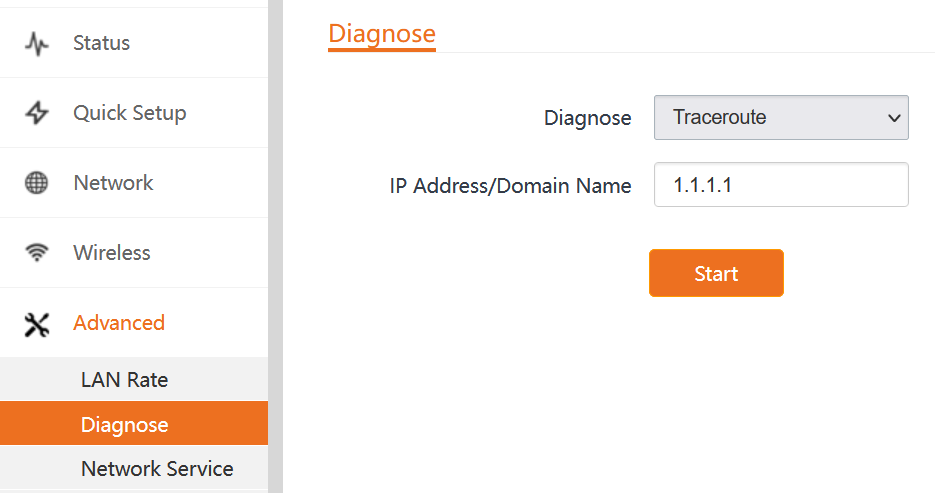 Status
Quick Setup
Network
Wireless
Advanced
LAN Rate
Diagnose
Network Service
Diagnose
Diagnose Traceroute
IP Address/Domain Name 1.1.1.1
Start